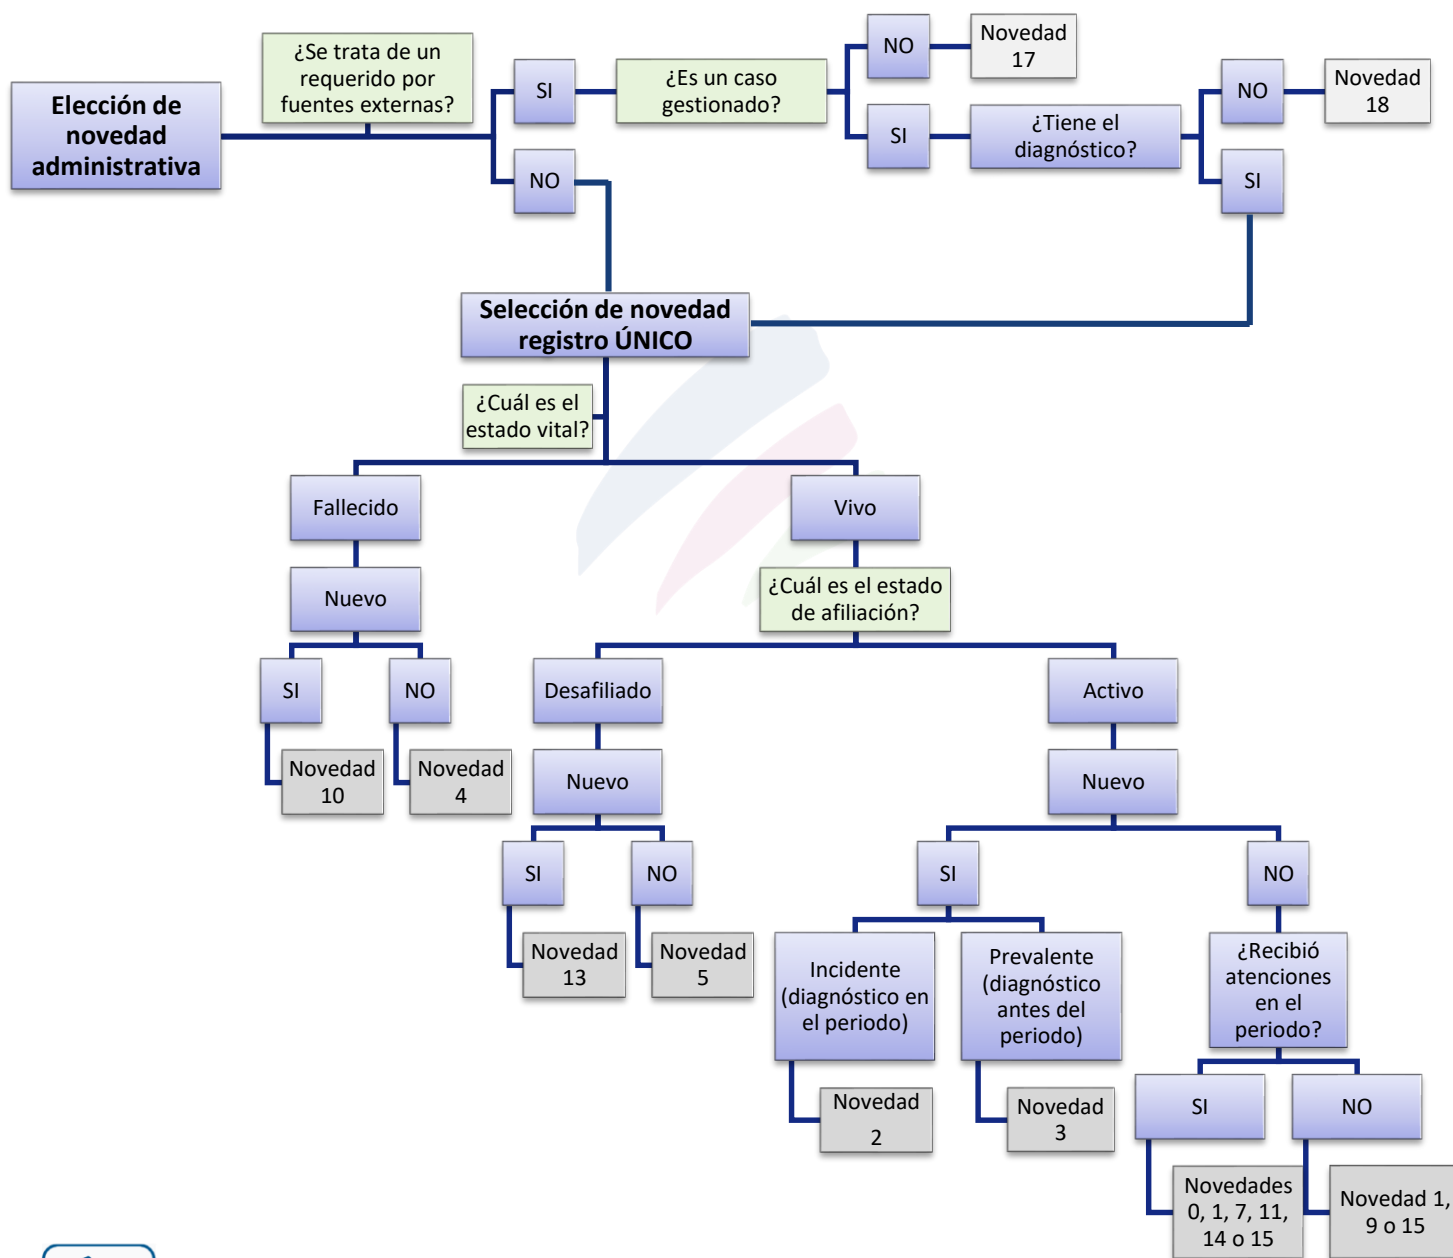 ¿Se trata de un
requerido por
fuentes externas?
Elección de
novedad
administrativa
SI
NO
¿Es un caso
gestionado?
NO
Novedad
17
SI
¿Tiene el
diagnóstico?
NO
Novedad
18
SI
Selección de novedad
registro ÚNICO
¿Cuál es el
estado vital?
Fallecido
Vivo
Nuevo
¿Cuál es el estado
de afiliación?
SI
NO
Novedad
10
Novedad
4
Desafiliado
Activo
Nuevo
Nuevo
SI
NO
Novedad
13
Novedad
5
SI
NO
Incidente
(diagnóstico en
el periodo)
Prevalente
(diagnóstico
antes del
periodo)
¿Recibió
atenciones
en el
periodo?
Novedad
2
Novedad
3
SI
NO
Novedades
0, 1, 7, 11,
14 o 15
Novedad 1,
9 o 15